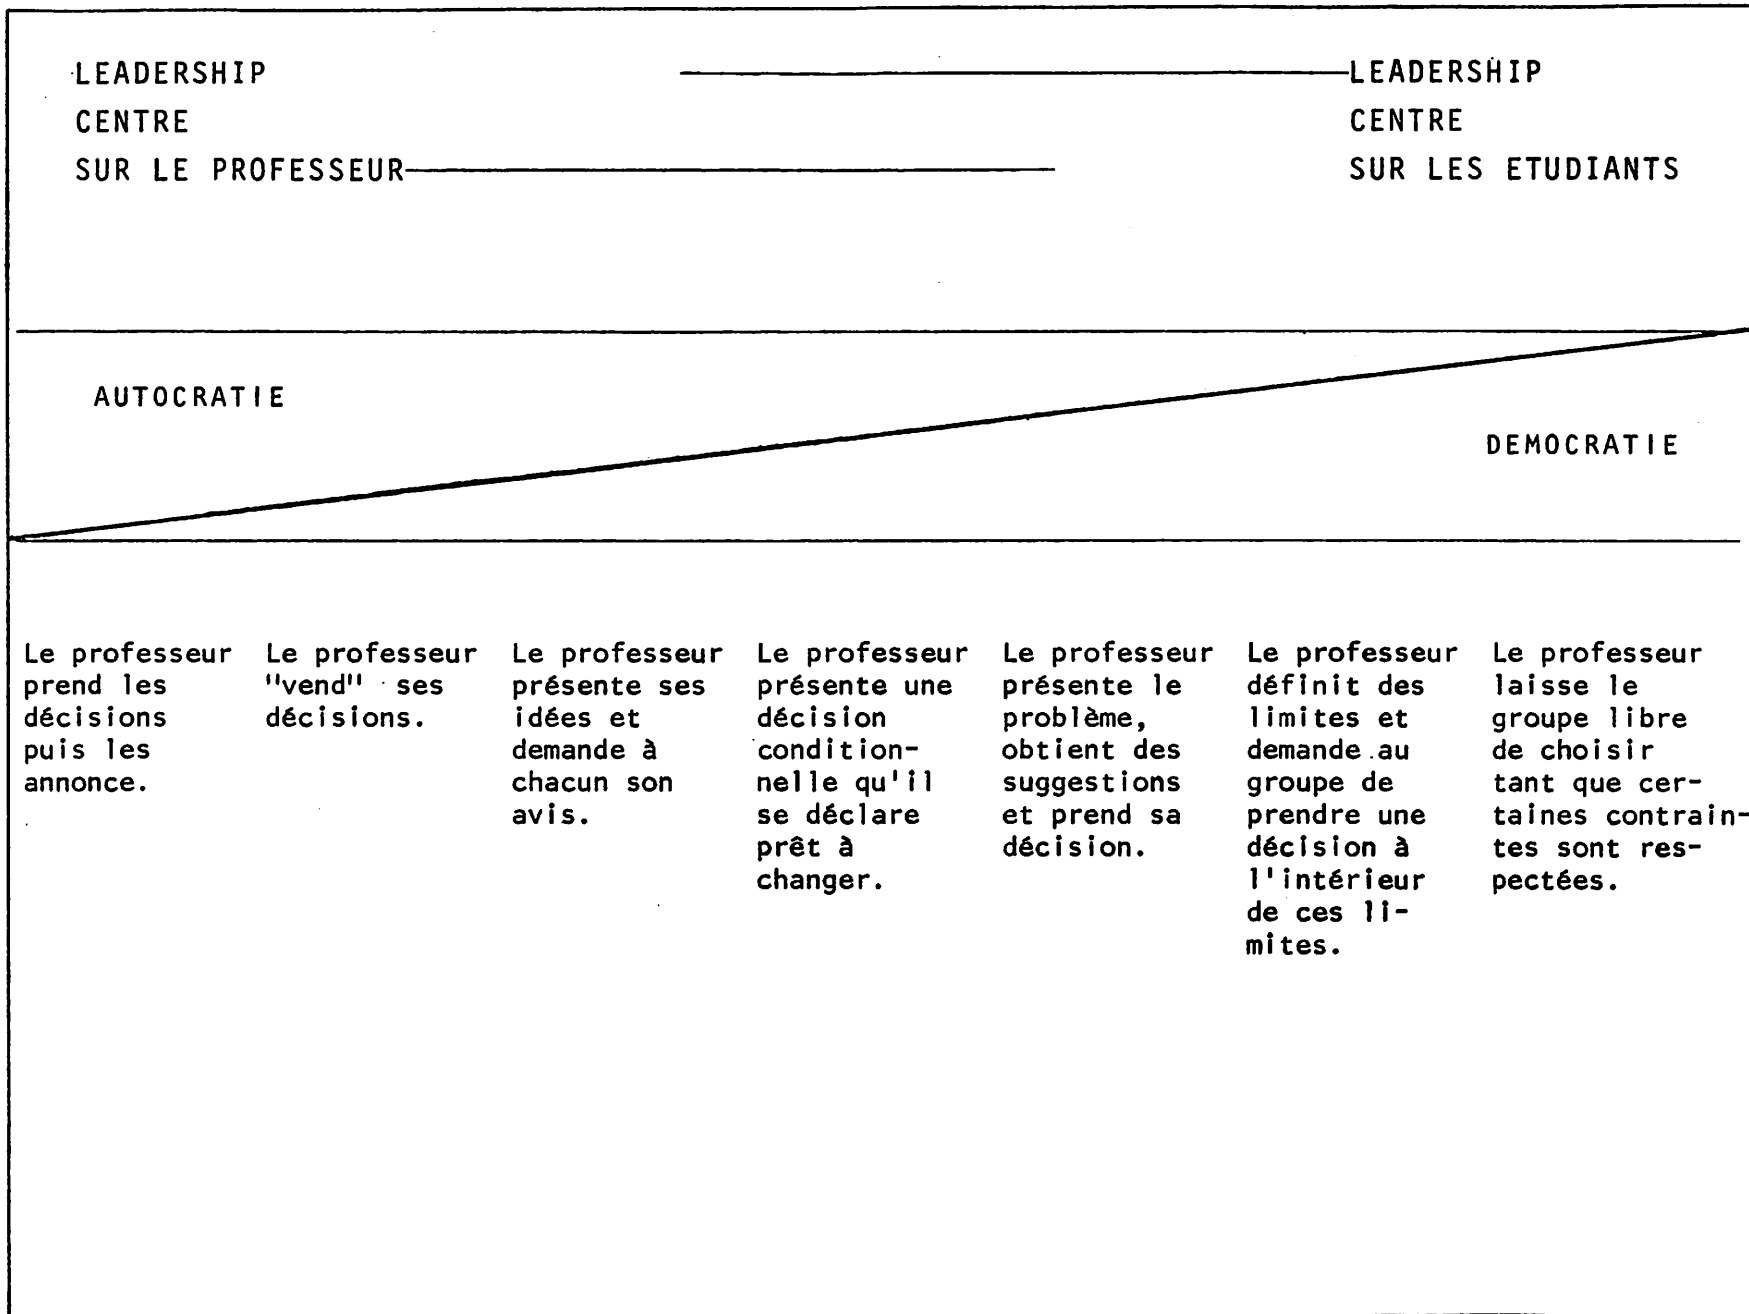 LEADERSHIP
CENTRE
SUR LE PROFESSEUR
LEADERSHIP
CENTRE
SUR LES ETUDIANTS
AUTOCRATIE
DEMOCRATIE
Le professeur
prend les
décisions
puis les
annonce.
Le professeur
"vend" ses
décisions.
Le professeur
présente ses
idées et
demande à
chacun son
avis.
Le professeur
présente une
décision
condition-
nelle qu'il
se déclare
prêt à
changer.
Le professeur
présente le
problème,
obtient des
suggestions
et prend sa
décision.
Le professeur
définit des
limites et
demande au
groupe de
prendre une
décision à
l'intérieur
de ces li-
mites.
Le professeur
laisse le
groupe libre
de choisir
tant que cer-
taines contrain-
tes sont res-
pectées.